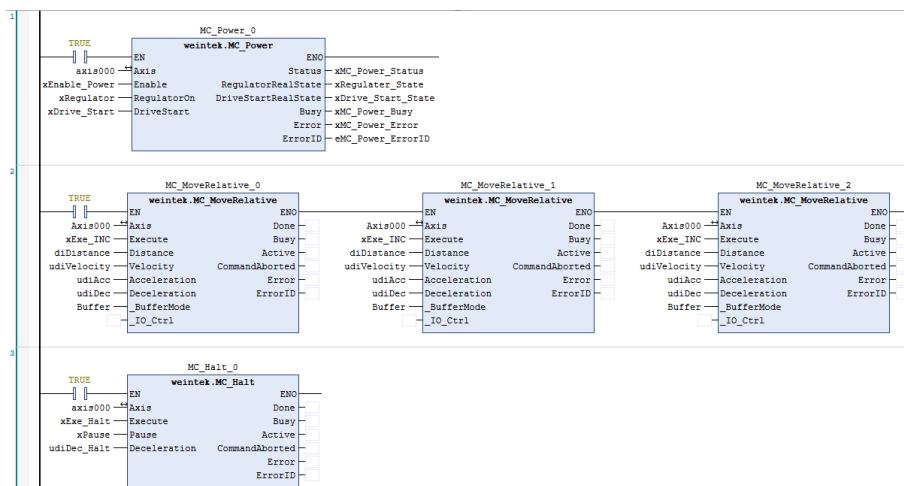 1
MC_Power_0
TRUE
weintek.MC_Power
EN ENO
axis000 Axis Status xMC_Power_Status
xEnable_Power Enable RegulatorRealState xRegulater_State
xRegulator RegulatorOn DriveStartRealState xDrive_Start_State
xDrive_Start DriveStart Busy xMC_Power_Busy
Error xMC_Power_Error
ErrorID eMC_Power_ErrorID
2
MC_MoveRelative_0 MC_MoveRelative_1 MC_MoveRelative_2
TRUE weintek.MC_MoveRelative weintek.MC_MoveRelative weintek.MC_MoveRelative
EN ENO EN ENO EN ENO
Axis000 Axis Done Axis000 Axis Done Axis000 Axis Done
xExe_INC Execute Busy xExe_INC Execute Busy xExe_INC Execute Busy
diDistance Distance Active diDistance Distance Active diDistance Distance Active
udiVelocity Velocity CommandAborted udiVelocity Velocity CommandAborted udiVelocity Velocity CommandAborted
udiAcc Acceleration Error udiAcc Acceleration Error udiAcc Acceleration Error
udiDec Deceleration ErrorID udiDec Deceleration ErrorID udiDec Deceleration ErrorID
Buffer _BufferMode Buffer _BufferMode Buffer _BufferMode
_IO_Ctrl _IO_Ctrl _IO_Ctrl
3
MC_Halt_0
TRUE weintek.MC_Halt
EN ENO
axis000 Axis Done
xExe_Halt Execute Busy
xPause Pause Active
udiDec_Halt Deceleration CommandAborted
Error
ErrorID